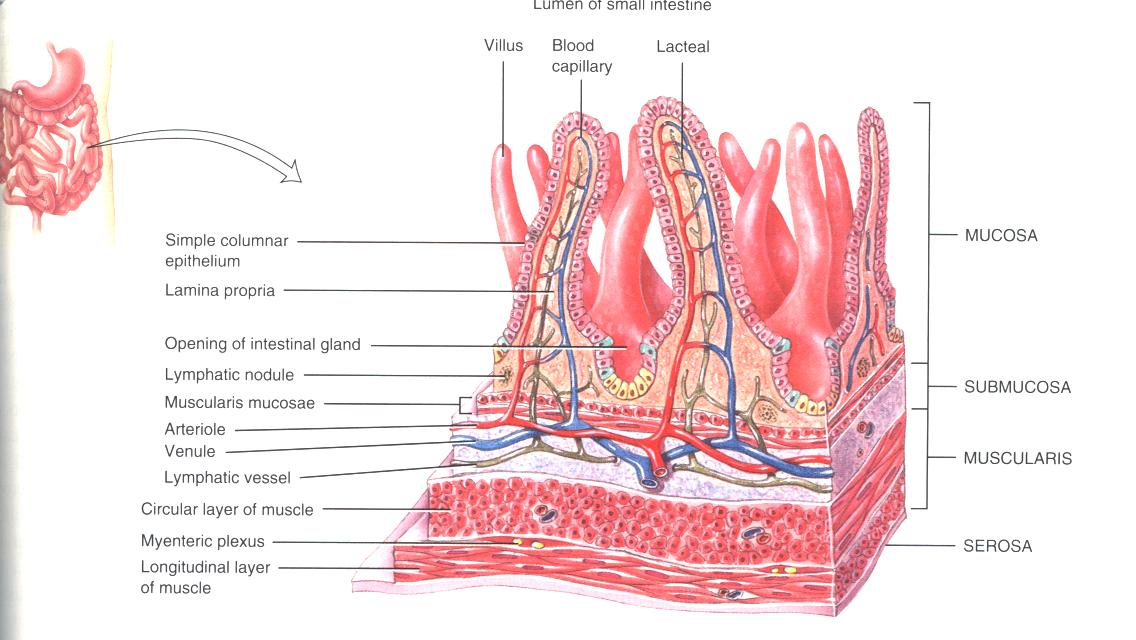 Lumen of small intestine
Villus
Blood
capillary
Lacteal
Simple columnar
epithelium
Lamina propria
Opening of intestinal gland
Lymphatic nodule
Muscularis mucosae
Arteriole
Venule
Lymphatic vessel
Circular layer of muscle
Myenteric plexus
Longitudinal layer
of muscle
MUCOSA
SUBMUCOSA
MUSCULARIS
SEROSA